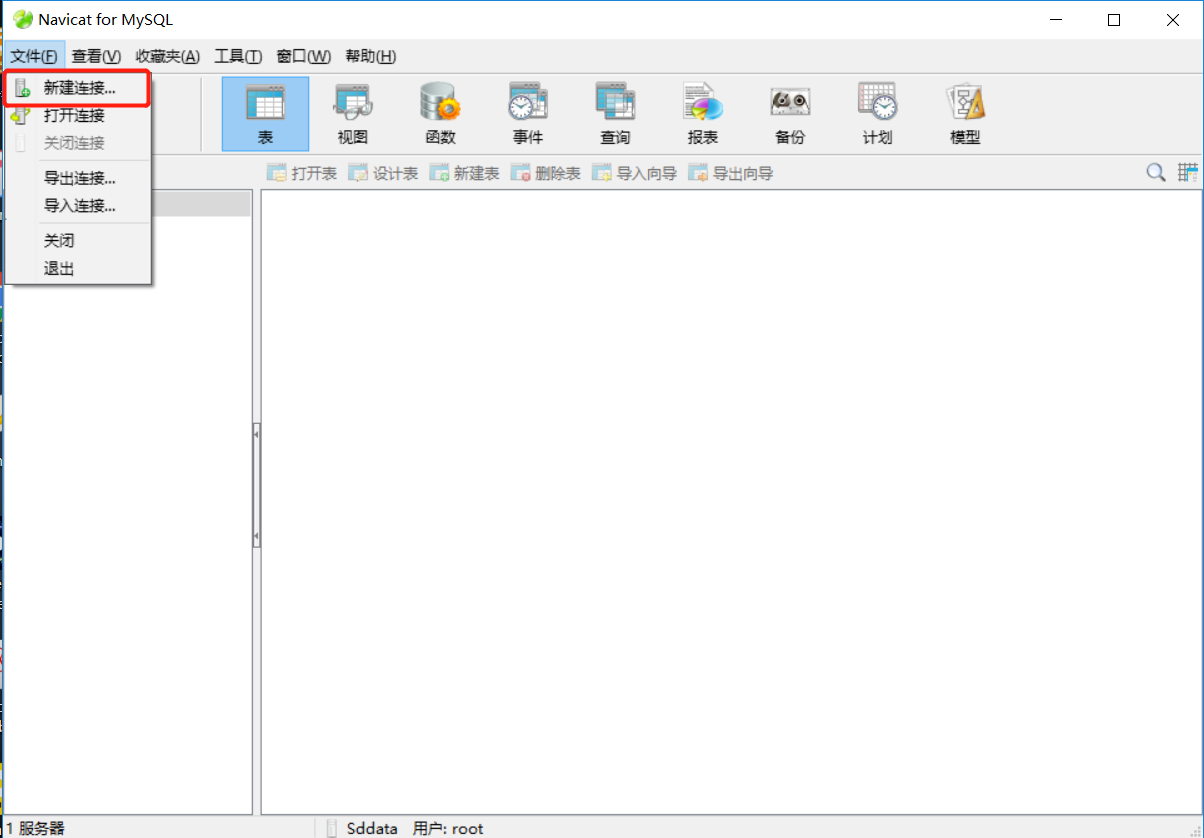 Navicat for MySQL
文件(F) 查看(V) 收藏夹(A) 工具(T) 窗口(W) 帮助(H)
新建连接...
打开连接
关闭连接
导出连接...
导入连接...
关闭
退出
表 视图 函数 事件 查询 报表 备份 计划 模型
打开表 设计表 新建表 删除表 导入向导 导出向导
1 服务器 Sddata 用户: root